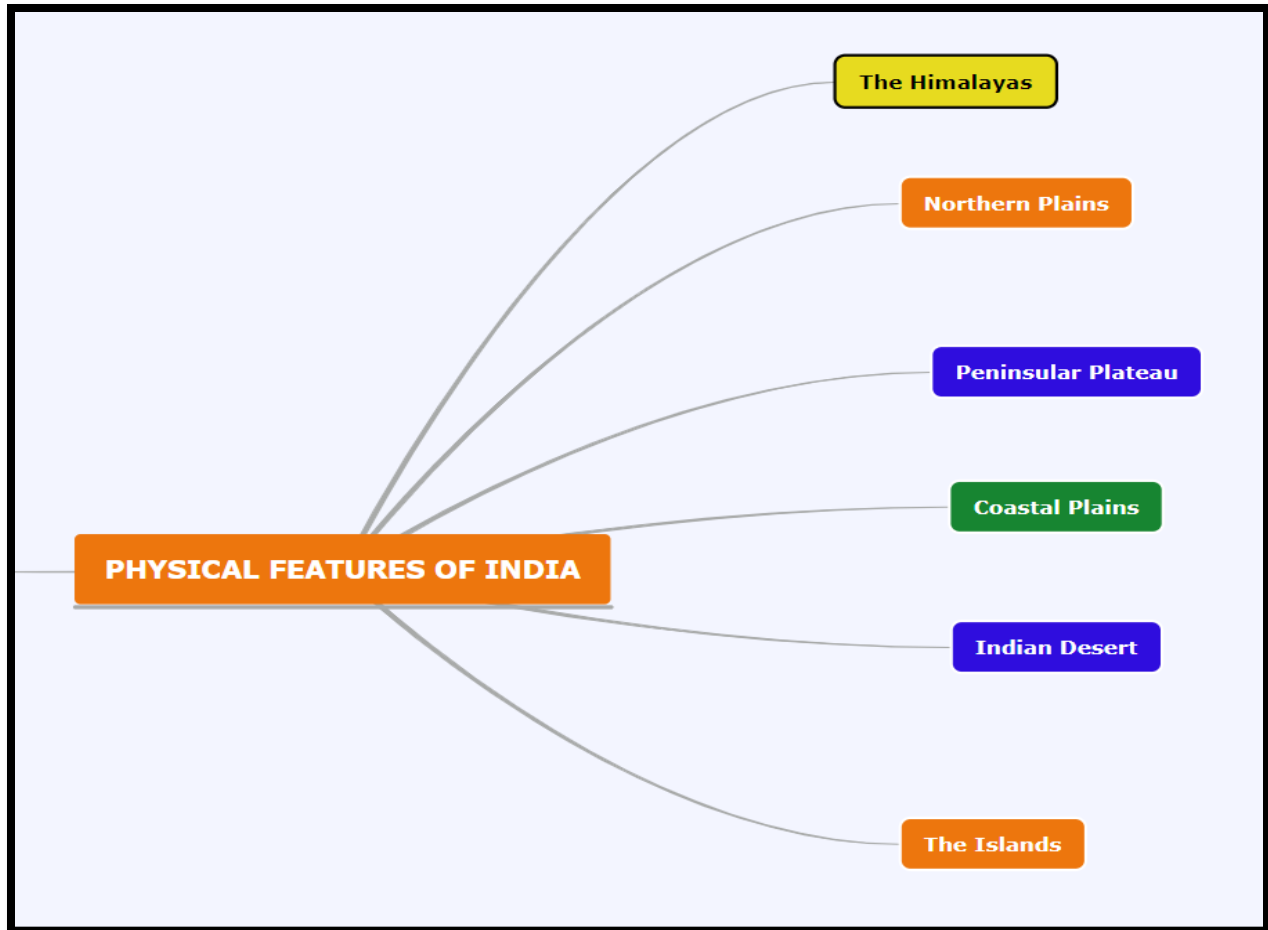 The Himalayas
Northern Plains
Peninsular Plateau
Coastal Plains
PHYSICAL FEATURES OF INDIA
Indian Desert
The Islands